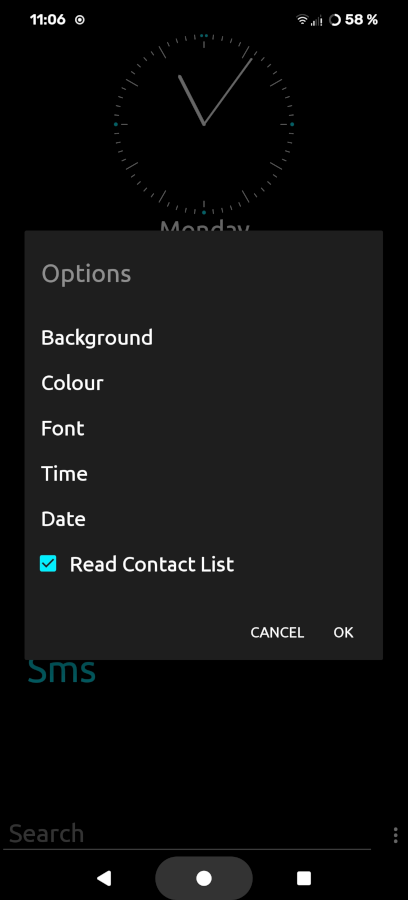 11:06 58 %
Monday
Options
Background
Colour
Font
Time
Date
Read Contact List
CANCEL OK
Sms
Search